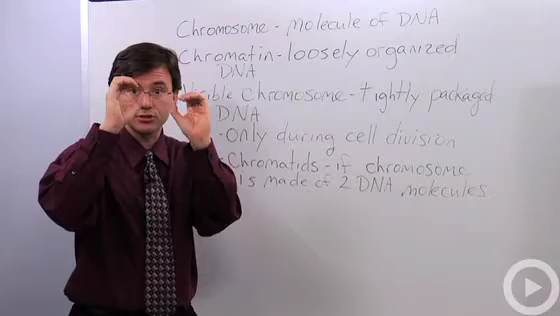 Chromosome - molecule of DNA
Chromatin - loosely organized
DNA
Visible Chromosome - tightly packaged
DNA
- only during cell division
- Chromatids - if chromosome
is made of 2 DNA molecules